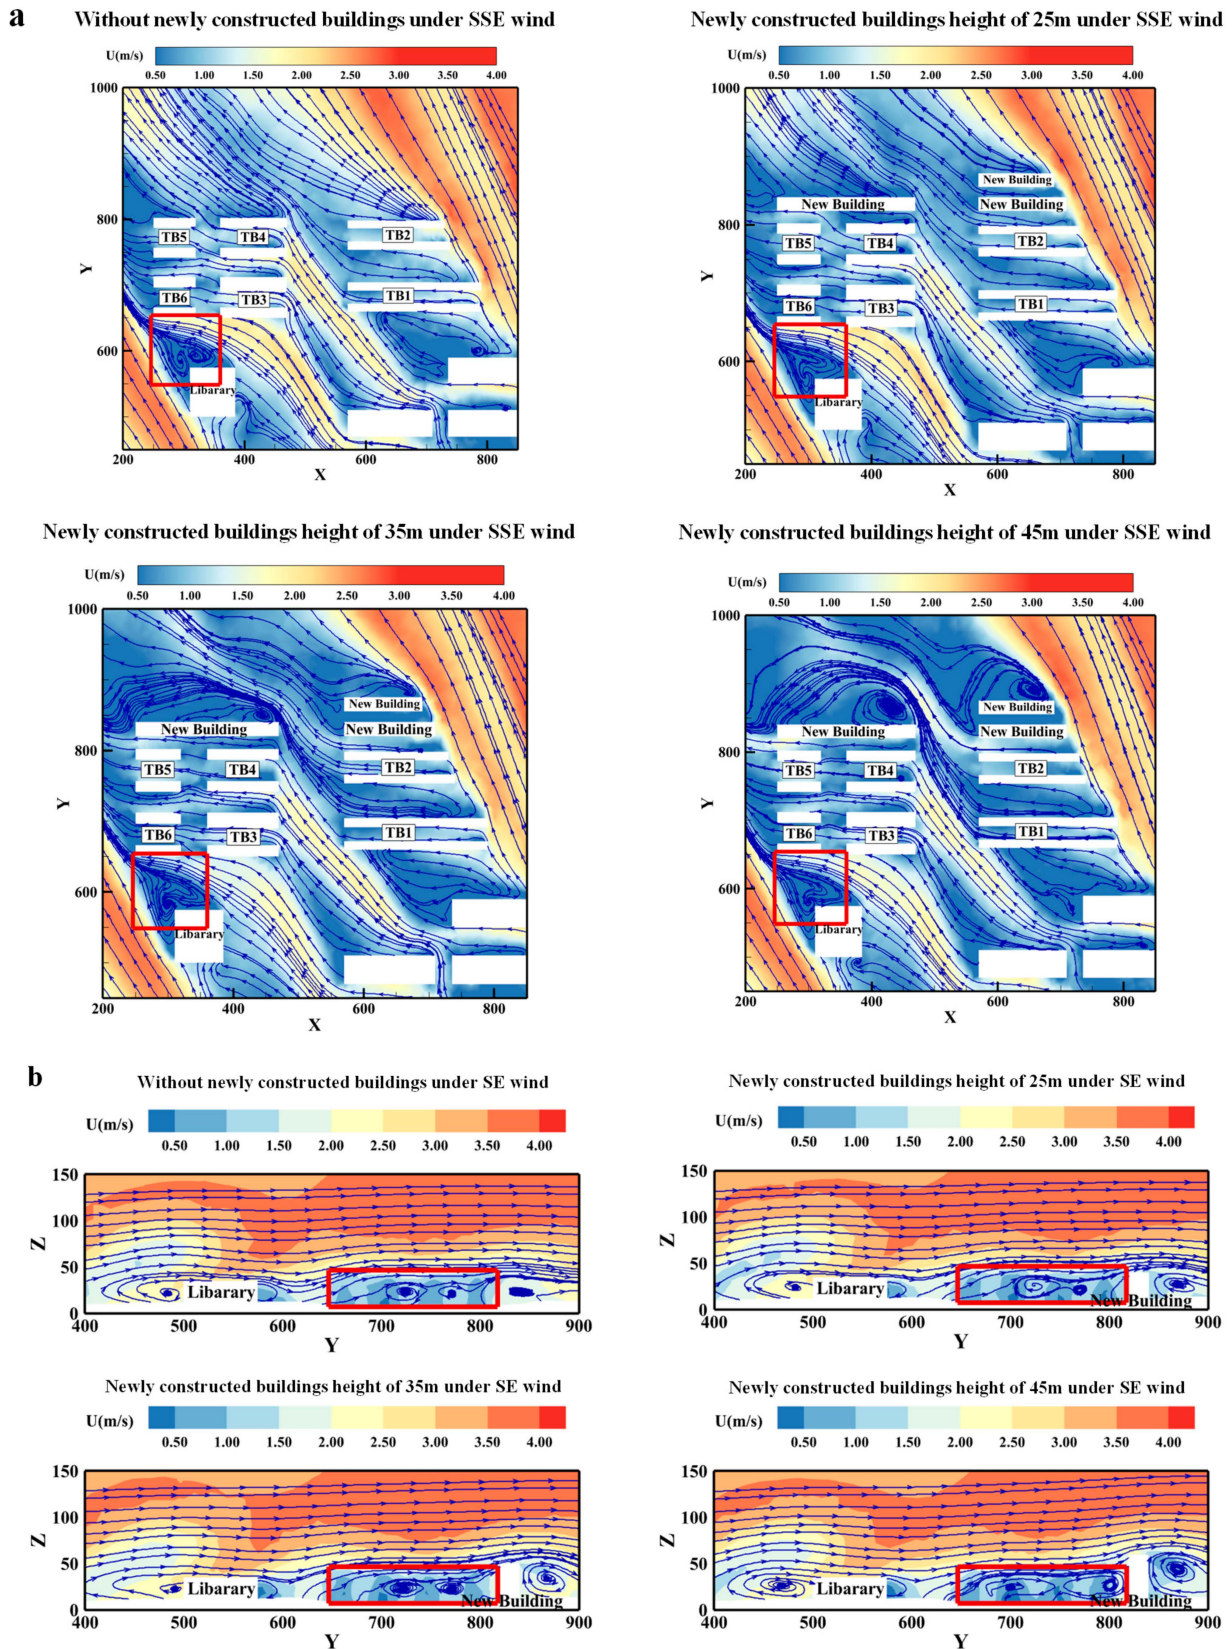 a
Without newly constructed buildings under SSE wind
U(m/s)
0.50 1.00 1.50 2.00 3.00 4.00
1000
800
600
Y
TB5
TB4
TB2
TB6
TB3
TB1
Libarary
200 400 600 800
X
Newly constructed buildings height of 25m under SSE wind
U(m/s)
0.50 1.00 1.50 2.00 3.00 4.00
1000
800
600
Y
New Building
New Building
New Building
TB5
TB4
TB2
TB6
TB3
TB1
Libarary
200 400 600 800
X
Newly constructed buildings height of 35m under SSE wind
U(m/s)
0.50 1.00 1.50 2.00 3.00 4.00
1000
800
600
Y
New Building
New Building
New Building
TB5
TB4
TB2
TB6
TB3
TB1
Libarary
200 400 600 800
X
Newly constructed buildings height of 45m under SSE wind
U(m/s)
0.50 1.00 1.50 2.00 3.00 4.00
1000
800
600
Y
New Building
New Building
New Building
TB5
TB4
TB2
TB6
TB3
TB1
Libarary
200 400 600 800
X
b
Without newly constructed buildings under SE wind
U(m/s)
0.50 1.00 1.50 2.00 2.50 3.00 3.50 4.00
150
100
50
0
Z
Libarary
400 500 600 700 800 900
Y
Newly constructed buildings height of 25m under SE wind
U(m/s)
0.50 1.00 1.50 2.00 2.50 3.00 3.50 4.00
150
100
50
0
Z
Libarary
New Building
400 500 600 700 800 900
Y
Newly constructed buildings height of 35m under SE wind
U(m/s)
0.50 1.00 1.50 2.00 2.50 3.00 3.50 4.00
150
100
50
0
Z
Libarary
New Building
400 500 600 700 800 900
Y
Newly constructed buildings height of 45m under SE wind
U(m/s)
0.50 1.00 1.50 2.00 2.50 3.00 3.50 4.00
150
100
50
0
Z
Libarary
New Building
400 500 600 700 800 900
Y